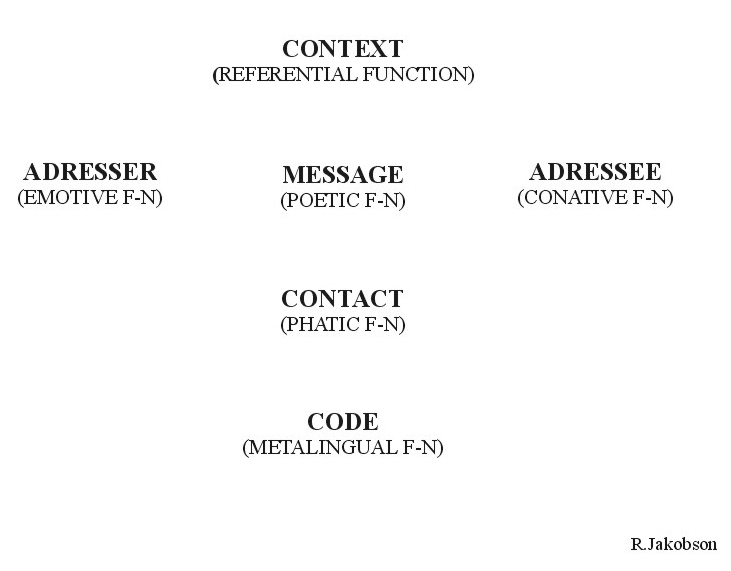 CONTEXT
(REFERENTIAL FUNCTION)
ADRESSER
(EMOTIVE F-N)
MESSAGE
(POETIC F-N)
ADRESSEE
(CONATIVE F-N)
CONTACT
(PHATIC F-N)
CODE
(METALINGUAL F-N)
R.Jakobson